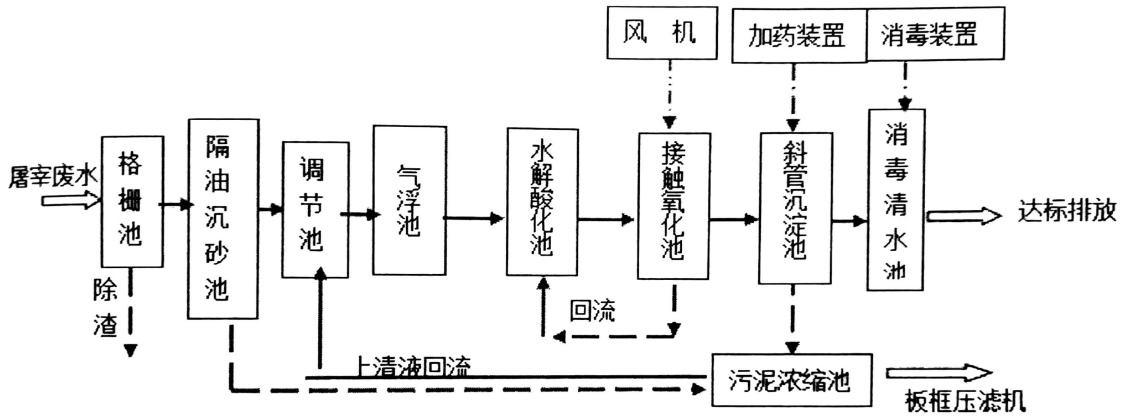 风机
加药装置
消毒装置
屠宰废水
格栅池
隔油沉砂池
调节池
气浮池
水解酸化池
接触氧化池
斜管沉淀池
消毒清水池
达标排放
除渣
回流
上清液回流
污泥浓缩池
板框压滤机